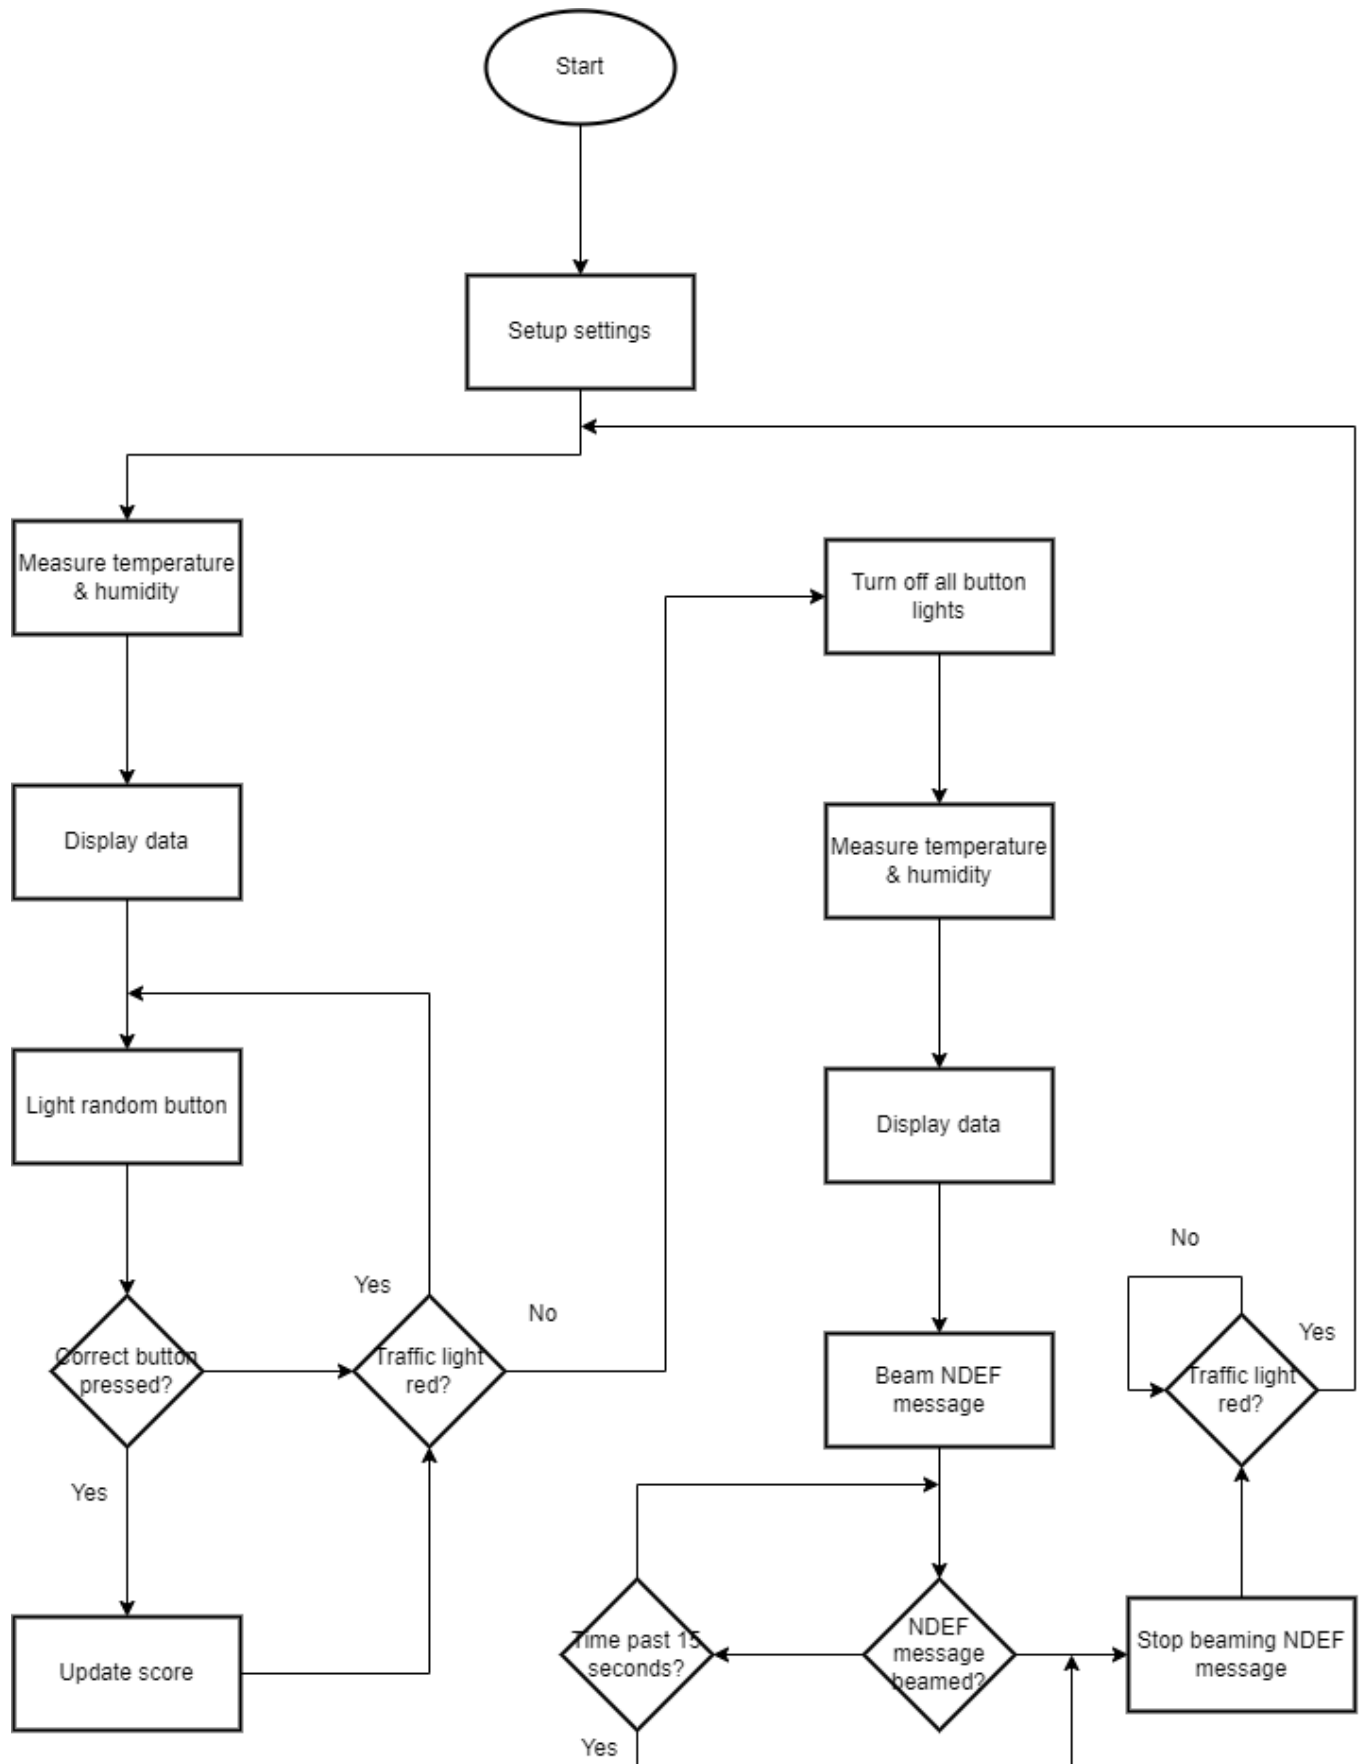 Start
Setup settings
Measure temperature
& humidity
Display data
Light random button
Correct button
pressed?
Yes
Update score
Yes
Traffic light
red?
No
Turn off all button
lights
Measure temperature
& humidity
Display data
Beam NDEF
message
NDEF
message
beamed?
Time past 15
seconds?
Yes
Stop beaming NDEF
message
Traffic light
red?
No
Yes